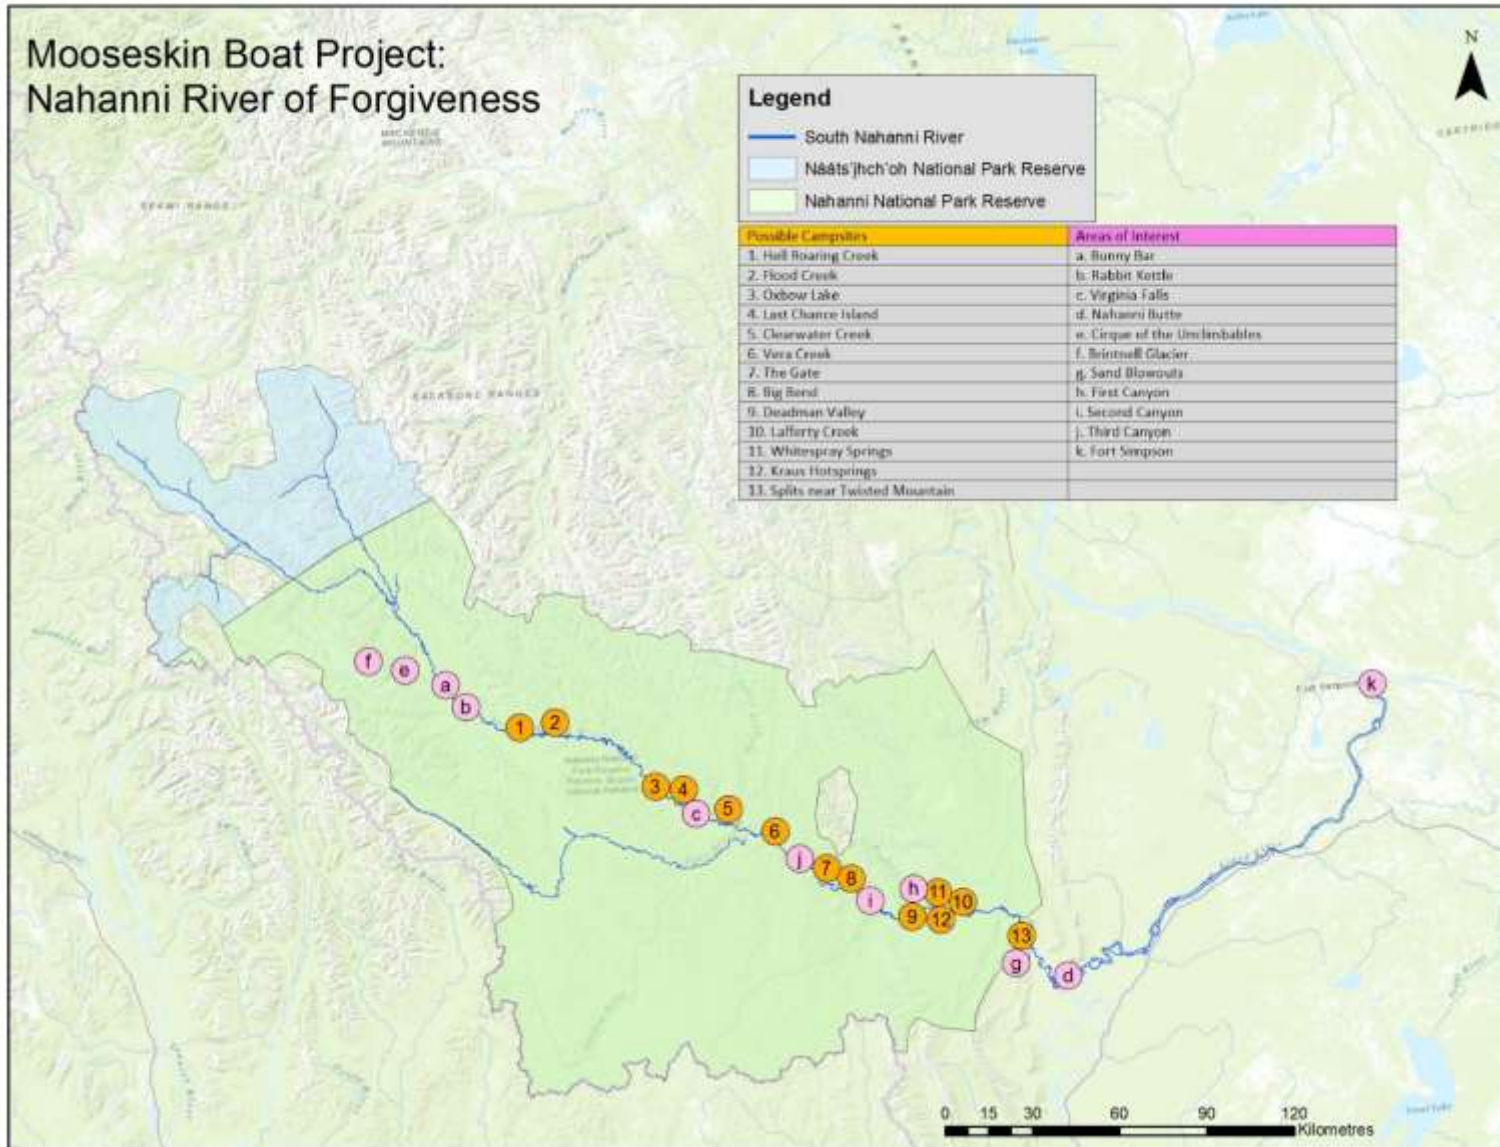 Mooseskin Boat Project:
Nahanni River of Forgiveness
N
Legend
South Nahanni River
Nááts'jhch'oh National Park Reserve
Nahanni National Park Reserve
Possible Campsites
Areas of Interest
1. Hell Roaring Creek
a. Bunny Bar
2. Flood Creek
b. Rabbit Kettle
3. Oxbow Lake
c. Virginia Falls
4. Last Chance Island
d. Nahanni Butte
5. Clearwater Creek
e. Cirque of the Unclimbables
6. Vera Creek
f. Brintnell Glacier
7. The Gate
g. Sand Blowouts
8. Big Bend
h. First Canyon
9. Deadman Valley
i. Second Canyon
10. Lafferty Creek
j. Third Canyon
11. Whitespray Springs
k. Fort Simpson
12. Kraus Hotsprings
13. Splits near Twisted Mountain
MACKENZIE
MOUNTAINS
BACKBONE RANGES
f
e
a
b
1
2
3
4
c
5
6
j
7
8
i
h
11
10
9
12
13
g
d
k
0 15 30 60 90 120
Kilometres